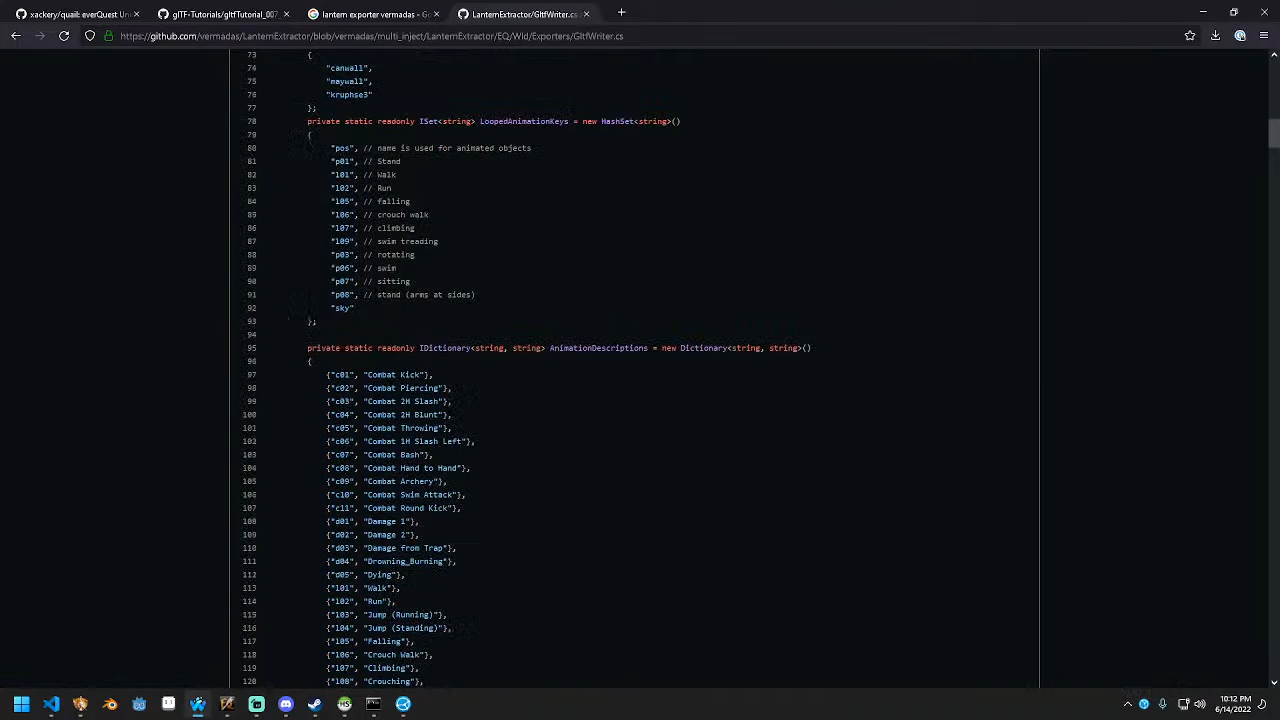 xackery/quail: everQuest
glTF-Tutorials/gltfTutorial_007_
lantern exporter vermadas - Go
LanternExtractor/GltfWriter.cs
https://github.com/vermadas/LanternExtractor/blob/vermadas/multi_inject/LanternExtractor/EQ/Wld/Exporters/GltfWriter.cs
73 {
74 "canwall",
75 "maywall",
76 "kruphse3"
77 };
78 private static readonly ISet<string> LoopedAnimationKeys = new HashSet<string>()
79 {
80 "pos", // name is used for animated objects
81 "p01", // Stand
82 "l01", // Walk
83 "l02", // Run
84 "l05", // falling
85 "l06", // crouch walk
86 "l07", // climbing
87 "l09", // swim treading
88 "p03", // rotating
89 "p06", // swim
90 "p07", // sitting
91 "p08", // stand (arms at sides)
92 "sky"
93 };
94
95 private static readonly IDictionary<string, string> AnimationDescriptions = new Dictionary<string, string>()
96 {
97 {"c01", "Combat Kick"},
98 {"c02", "Combat Piercing"},
99 {"c03", "Combat 2H Slash"},
100 {"c04", "Combat 2H Blunt"},
101 {"c05", "Combat Throwing"},
102 {"c06", "Combat 1H Slash Left"},
103 {"c07", "Combat Bash"},
104 {"c08", "Combat Hand to Hand"},
105 {"c09", "Combat Archery"},
106 {"c10", "Combat Swim Attack"},
107 {"c11", "Combat Round Kick"},
108 {"d01", "Damage 1"},
109 {"d02", "Damage 2"},
110 {"d03", "Damage from Trap"},
111 {"d04", "Drowning_Burning"},
112 {"d05", "Dying"},
113 {"l01", "Walk"},
114 {"l02", "Run"},
115 {"l03", "Jump (Running)"},
116 {"l04", "Jump (Standing)"},
117 {"l05", "Falling"},
118 {"l06", "Crouch Walk"},
119 {"l07", "Climbing"},
120 {"l08", "Crouching"},
10:12 PM
6/14/2022